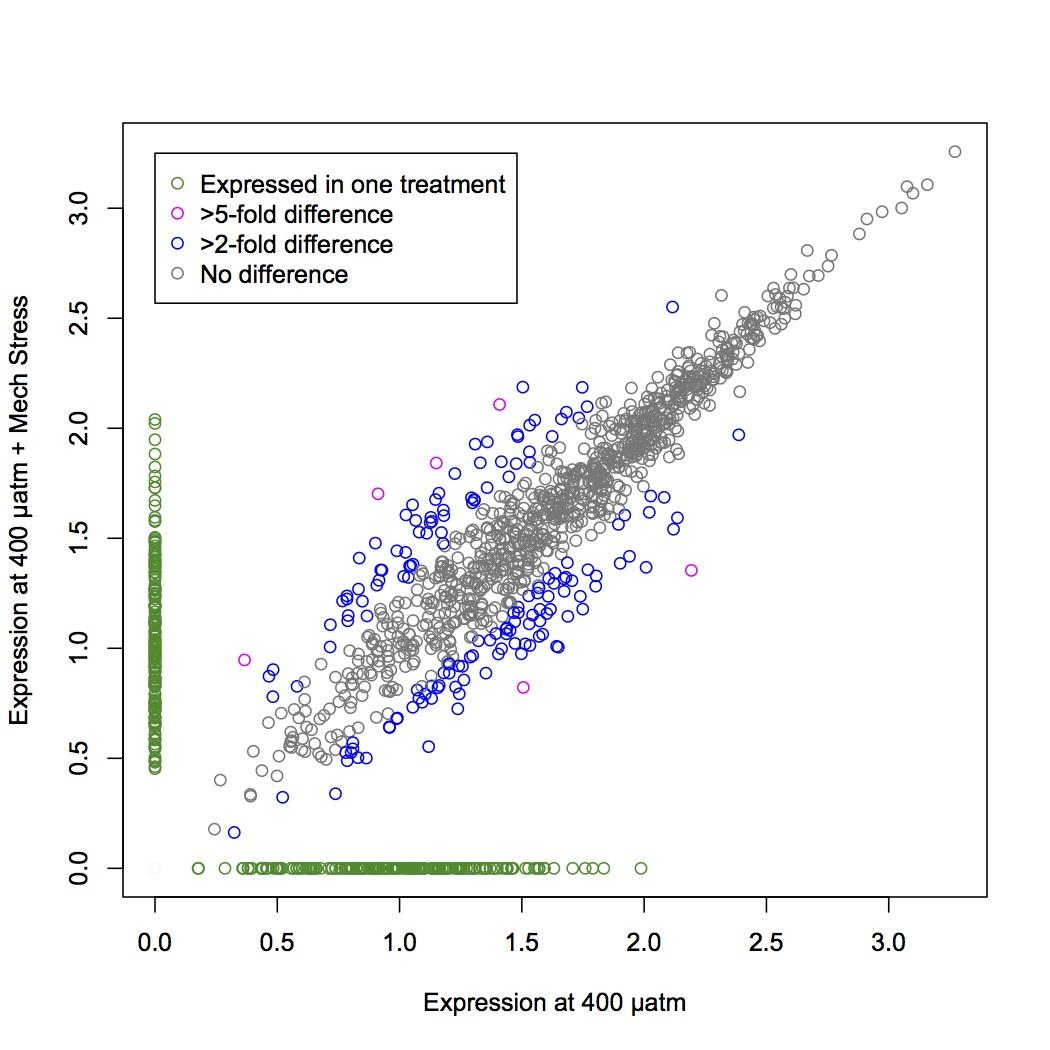 Expressed in one treatment
>5-fold difference
>2-fold difference
No difference
Expression at 400 µatm + Mech Stress
3.0
2.5
2.0
1.5
1.0
0.5
0.0
0.0 0.5 1.0 1.5 2.0 2.5 3.0
Expression at 400 µatm